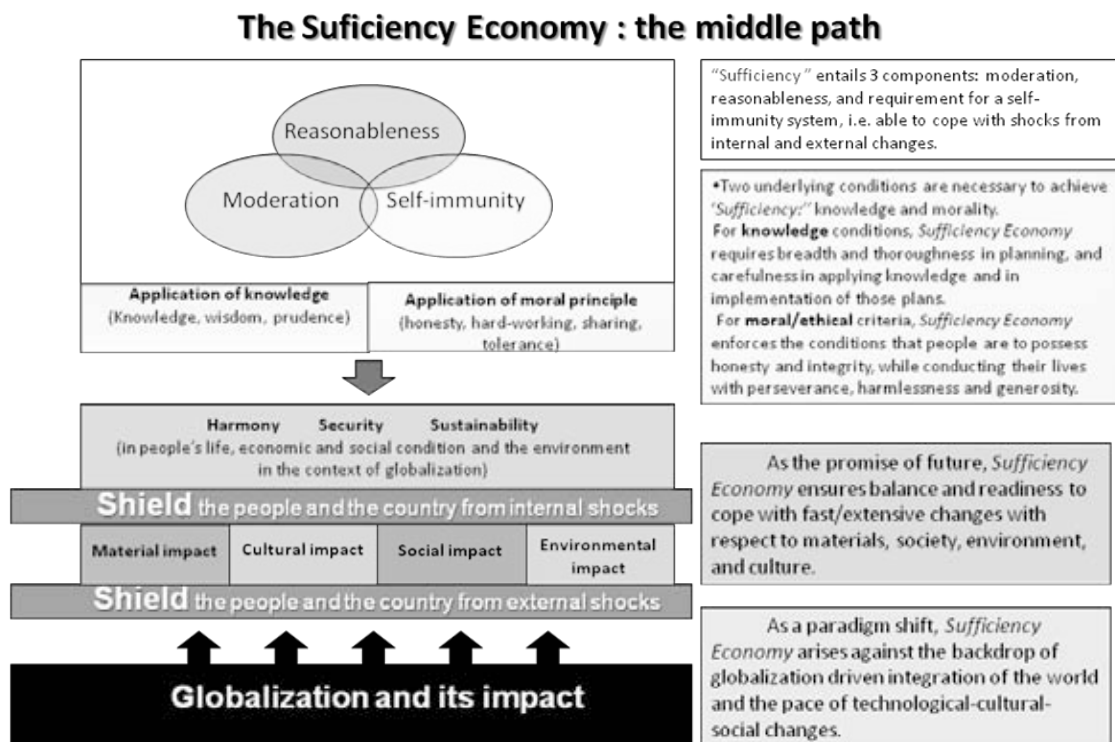 The Suficiency Economy : the middle path
Reasonableness
Moderation
Self-immunity
Application of knowledge
(Knowledge, wisdom, prudence)
Application of moral principle
(honesty, hard-working, sharing,
tolerance)
Harmony Security Sustainability
(in people's life, economic and social condition and the environment
in the context of globalization)
Shield the people and the country from internal shocks
Material impact
Cultural impact
Social impact
Environmental
impact
Shield the people and the country from external shocks
Globalization and its impact
"Sufficiency" entails 3 components: moderation,
reasonableness, and requirement for a self-
immunity system, i.e. able to cope with shocks from
internal and external changes.
•Two underlying conditions are necessary to achieve
'Sufficiency:" knowledge and morality.
For knowledge conditions, Sufficiency Economy
requires breadth and thoroughness in planning, and
carefulness in applying knowledge and in
implementation of those plans.
For moral/ethical criteria, Sufficiency Economy
enforces the conditions that people are to possess
honesty and integrity, while conducting their lives
with perseverance, harmlessness and generosity.
As the promise of future, Sufficiency
Economy ensures balance and readiness to
cope with fast/extensive changes with
respect to materials, society, environment,
and culture.
As a paradigm shift, Sufficiency
Economy arises against the backdrop of
globalization driven integration of the world
and the pace of technological-cultural-
social changes.